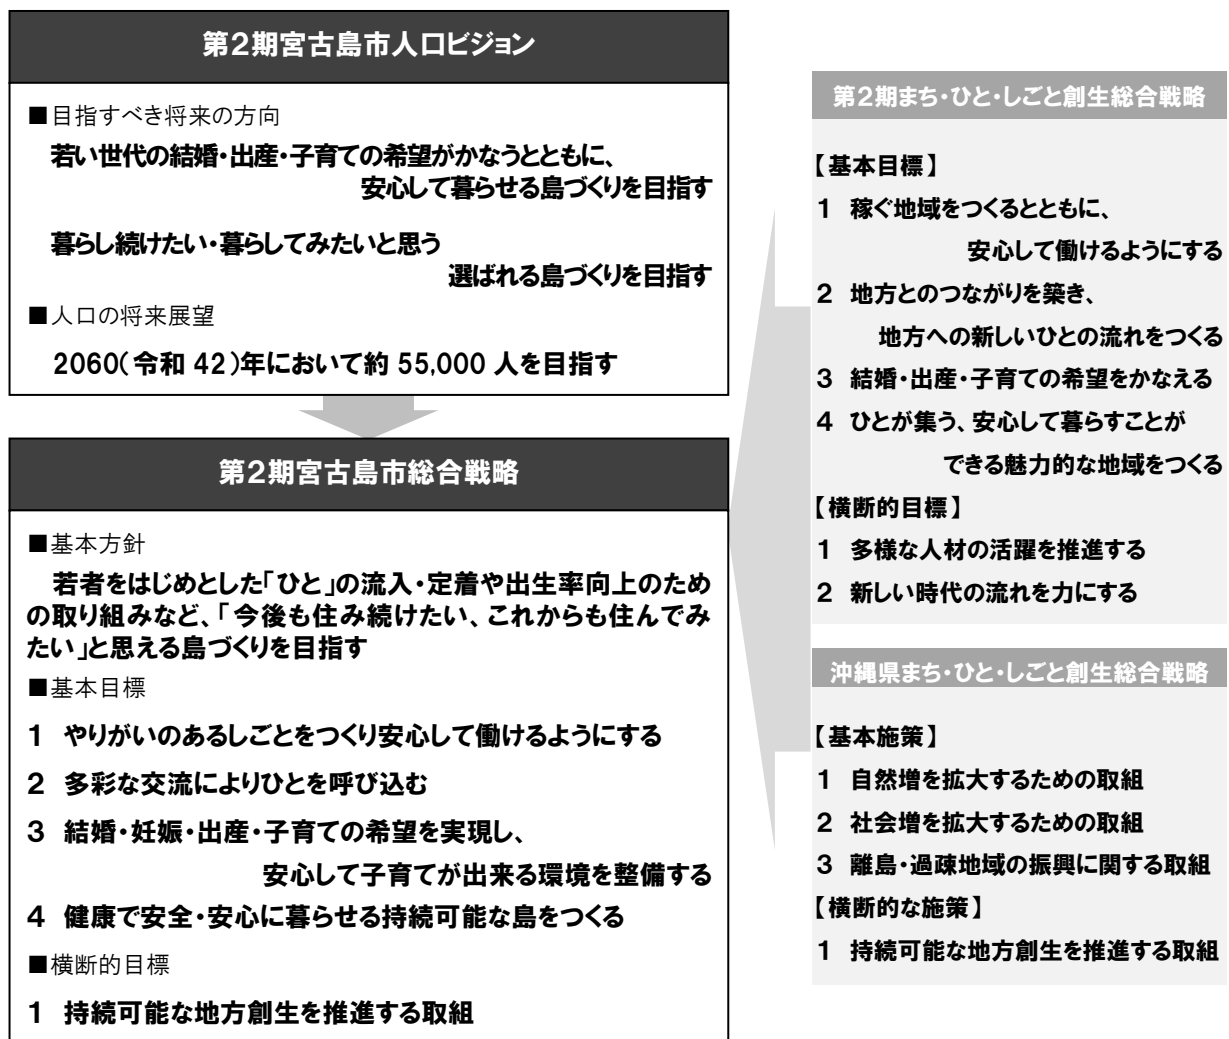 第2期宮古島市人口ビジョン
■目指すべき将来の方向
若い世代の結婚・出産・子育ての希望がかなうとともに、
安心して暮らせる島づくりを目指す
暮らし続けたい・暮らしてみたいと思う
選ばれる島づくりを目指す
■人口の将来展望
2060(令和 42)年において約 55,000 人を目指す
第2期宮古島市総合戦略
■基本方針
若者をはじめとした「ひと」の流入・定着や出生率向上のため
の取り組みなど、「今後も住み続けたい、これからも住んでみ
たい」と思える島づくりを目指す
■基本目標
1 やりがいのあるしごとをつくり安心して働けるようにする
2 多彩な交流によりひとを呼び込む
3 結婚・妊娠・出産・子育ての希望を実現し、
安心して子育てが出来る環境を整備する
4 健康で安全・安心に暮らせる持続可能な島をつくる
■横断的目標
1 持続可能な地方創生を推進する取組
第2期まち・ひと・しごと創生総合戦略
【基本目標】
1 稼ぐ地域をつくるとともに、
安心して働けるようにする
2 地方とのつながりを築き、
地方への新しいひとの流れをつくる
3 結婚・出産・子育ての希望をかなえる
4 ひとが集う、安心して暮らすことが
できる魅力的な地域をつくる
【横断的目標】
1 多様な人材の活躍を推進する
2 新しい時代の流れを力にする
沖縄県まち・ひと・しごと創生総合戦略
【基本施策】
1 自然増を拡大するための取組
2 社会増を拡大するための取組
3 離島・過疎地域の振興に関する取組
【横断的な施策】
1 持続可能な地方創生を推進する取組